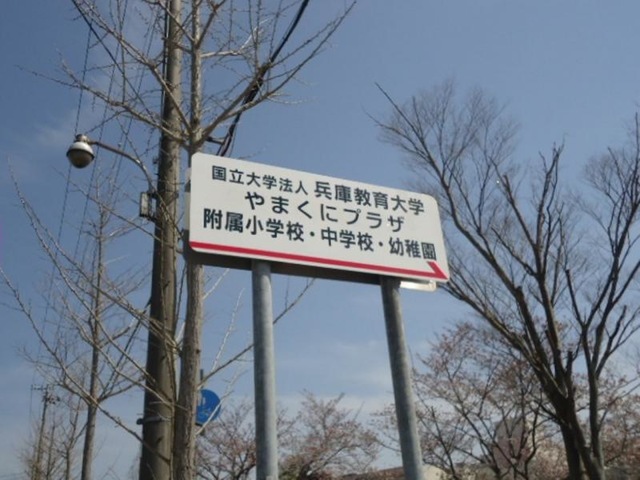 国立大学法人 兵庫教育大学
やまくにプラザ
附属小学校・中学校・幼稚園